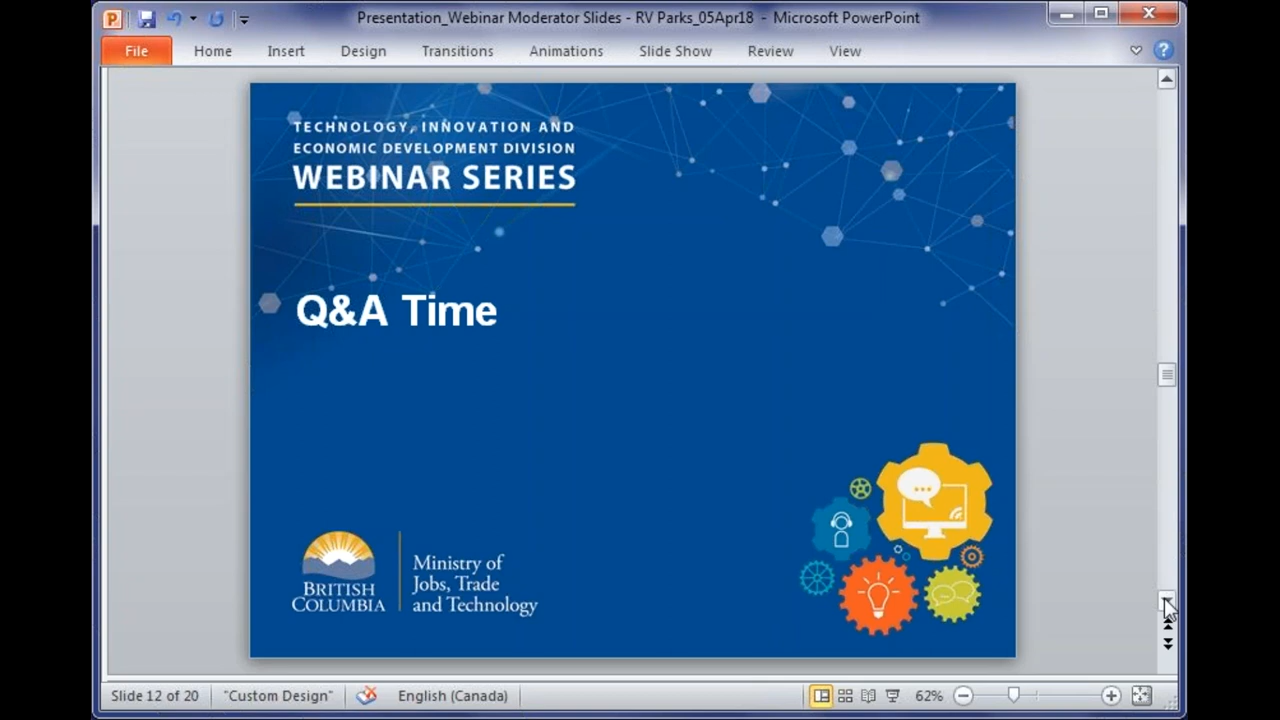 Presentation_Webinar Moderator Slides - RV Parks_05Apr18 - Microsoft PowerPoint
File Home Insert Design Transitions Animations Slide Show Review View
TECHNOLOGY, INNOVATION AND
ECONOMIC DEVELOPMENT DIVISION
WEBINAR SERIES
Q&A Time
BRITISH
COLUMBIA
Ministry of
Jobs, Trade
and Technology
Slide 12 of 20 "Custom Design" English (Canada) 62%